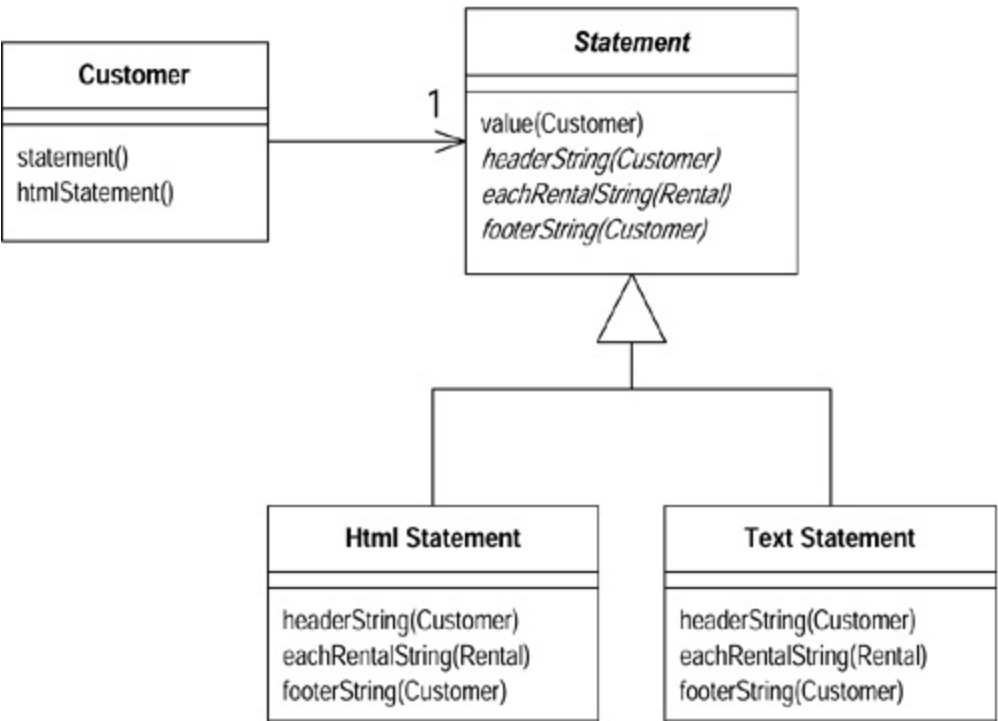 Customer
statement()
htmlStatement()
1
Statement
value(Customer)
headerString(Customer)
eachRentalString(Rental)
footerString(Customer)
Html Statement
headerString(Customer)
eachRentalString(Rental)
footerString(Customer)
Text Statement
headerString(Customer)
eachRentalString(Rental)
footerString(Customer)